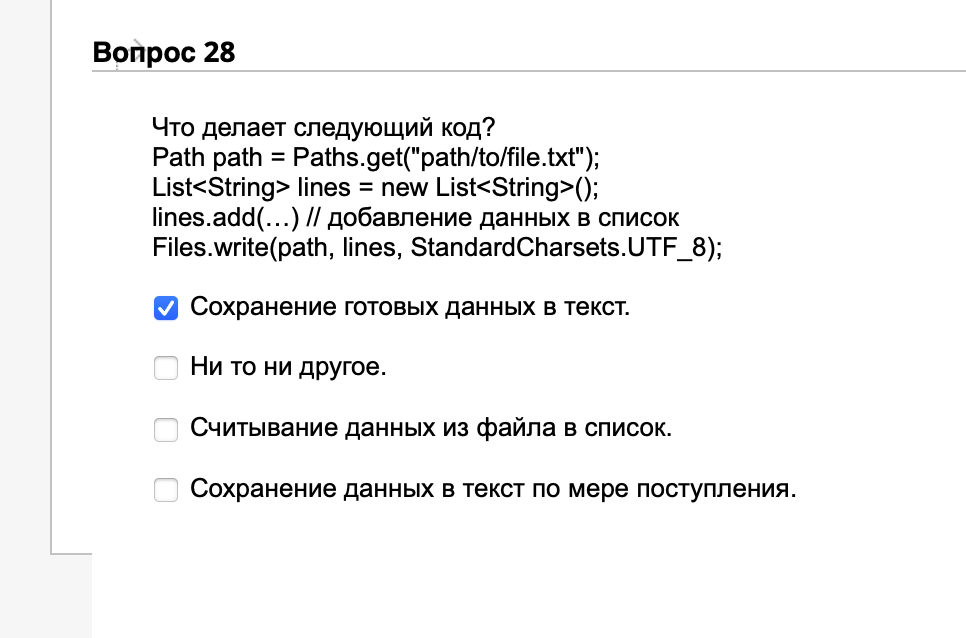 Вопрос 28
Что делает следующий код?
Path path = Paths.get("path/to/file.txt");
List<String> lines = new List<String>();
lines.add(…) // добавление данных в список
Files.write(path, lines, StandardCharsets.UTF_8);
Сохранение готовых данных в текст.
Ни то ни другое.
Считывание данных из файла в список.
Сохранение данных в текст по мере поступления.